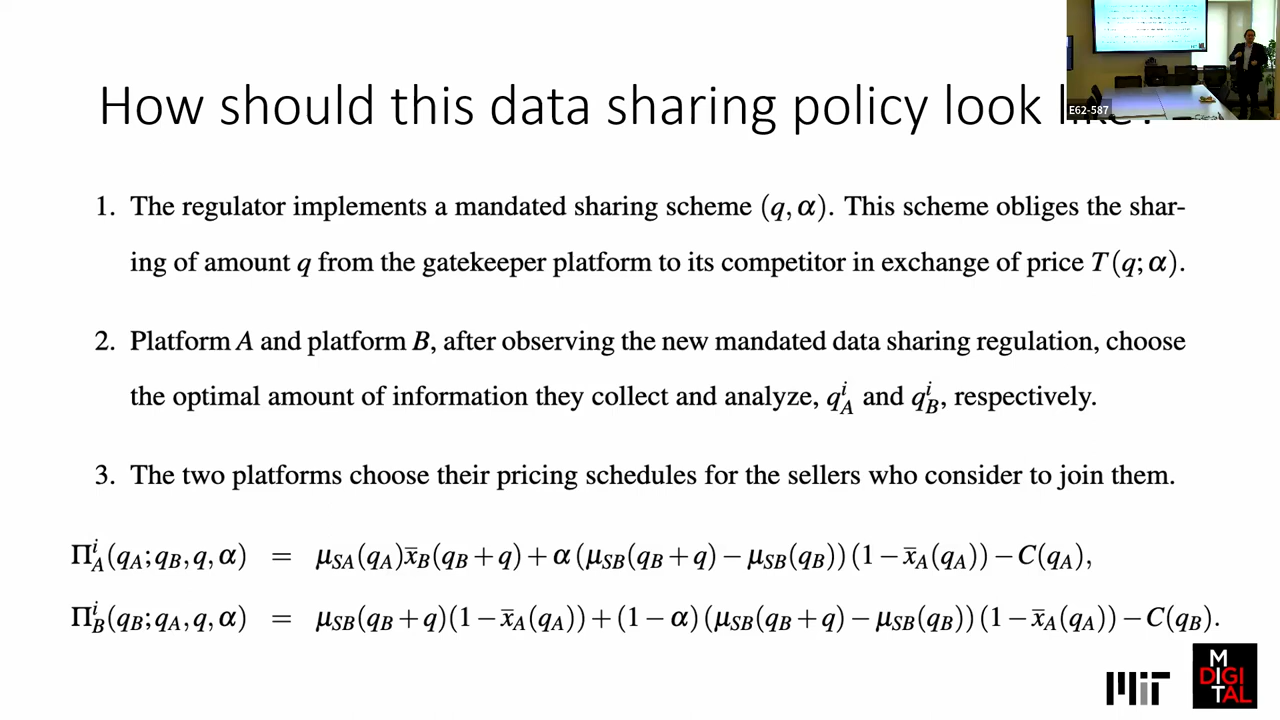 How should this data sharing policy look like?
E62-587
1. The regulator implements a mandated sharing scheme (q, α). This scheme obliges the shar-
ing of amount q from the gatekeeper platform to its competitor in exchange of price T(q; α).
2. Platform A and platform B, after observing the new mandated data sharing regulation, choose
the optimal amount of information they collect and analyze, q_A^i and q_B^i, respectively.
3. The two platforms choose their pricing schedules for the sellers who consider to join them.
Π_A^i(q_A; q_B, q, α) = μ_SA(q_A)x̄_B(q_B + q) + α(μ_SB(q_B + q) − μ_SB(q_B))(1 − x̄_A(q_A)) − C(q_A),
Π_B^i(q_B; q_A, q, α) = μ_SB(q_B + q)(1 − x̄_A(q_A)) + (1 − α)(μ_SB(q_B + q) − μ_SB(q_B))(1 − x̄_A(q_A)) − C(q_B).
MIT
M
DIGI
TAL